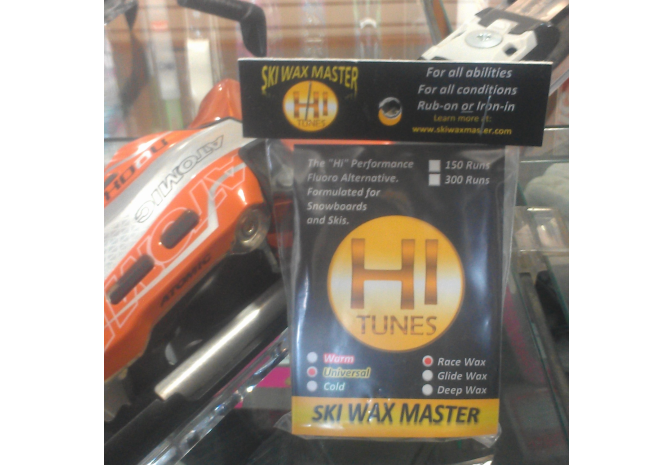 SKI WAX MASTER
HI
TUNES
For all abilities
For all conditions
Rub-on or Iron-in
Learn more at:
www.skiwaxmaster.com
The "Hi" Performance
Fluoro Alternative.
Formulated for
Snowboards
and Skis.
150 Runs
300 Runs
HI
TUNES
Warm
Universal
Cold
Race Wax
Glide Wax
Deep Wax
SKI WAX MASTER
ATOMIC
ATOMIC